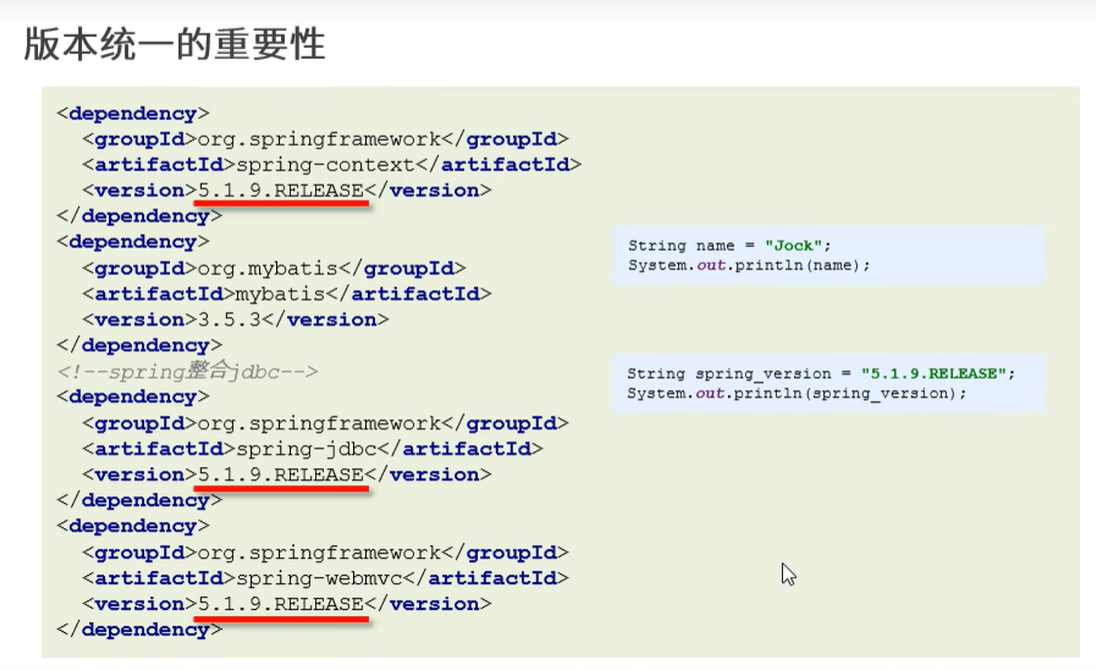 版本统一的重要性
<dependency>
<groupId>org.springframework</groupId>
<artifactId>spring-context</artifactId>
<version>5.1.9.RELEASE</version>
</dependency>
<dependency>
<groupId>org.mybatis</groupId>
<artifactId>mybatis</artifactId>
<version>3.5.3</version>
</dependency>
<!--spring整合jdbc-->
<dependency>
<groupId>org.springframework</groupId>
<artifactId>spring-jdbc</artifactId>
<version>5.1.9.RELEASE</version>
</dependency>
<dependency>
<groupId>org.springframework</groupId>
<artifactId>spring-webmvc</artifactId>
<version>5.1.9.RELEASE</version>
</dependency>
String name = "Jock";
System.out.println(name);
String spring_version = "5.1.9.RELEASE";
System.out.println(spring_version);